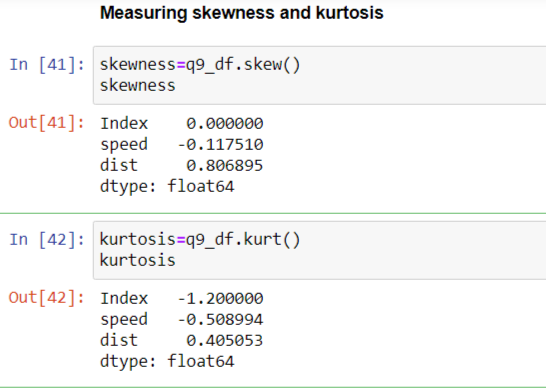 Measuring skewness and kurtosis
In [41]: skewness=q9_df.skew()
skewness
Out[41]: Index    0.000000
speed   -0.117510
dist     0.806895
dtype: float64
In [42]: kurtosis=q9_df.kurt()
kurtosis
Out[42]: Index   -1.200000
speed   -0.508994
dist     0.405053
dtype: float64